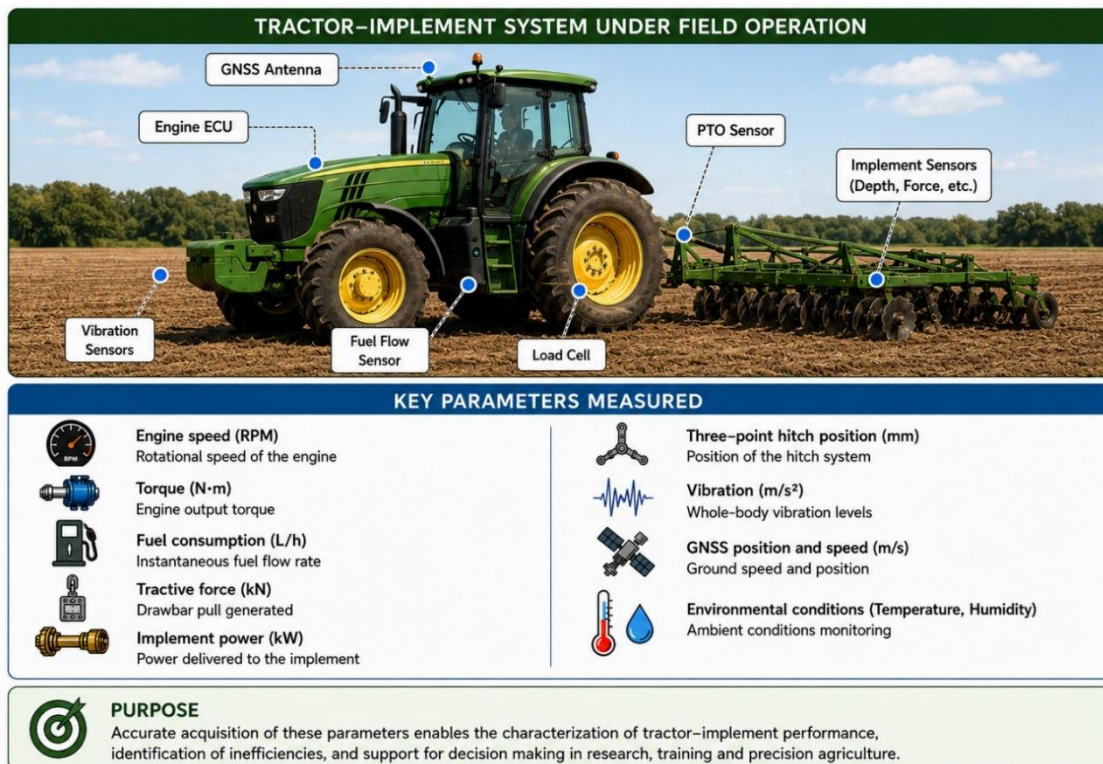 TRACTOR–IMPLEMENT SYSTEM UNDER FIELD OPERATION
GNSS Antenna
Engine ECU
PTO Sensor
Implement Sensors
(Depth, Force, etc.)
Vibration
Sensors
Fuel Flow
Sensor
Load Cell
KEY PARAMETERS MEASURED
RPM
Engine speed (RPM)
Rotational speed of the engine
Torque (N·m)
Engine output torque
Fuel consumption (L/h)
Instantaneous fuel flow rate
Tractive force (kN)
Drawbar pull generated
Implement power (kW)
Power delivered to the implement
Three-point hitch position (mm)
Position of the hitch system
Vibration (m/s²)
Whole-body vibration levels
GNSS position and speed (m/s)
Ground speed and position
Environmental conditions (Temperature, Humidity)
Ambient conditions monitoring
PURPOSE
Accurate acquisition of these parameters enables the characterization of tractor–implement performance,
identification of inefficiencies, and support for decision making in research, training and precision agriculture.